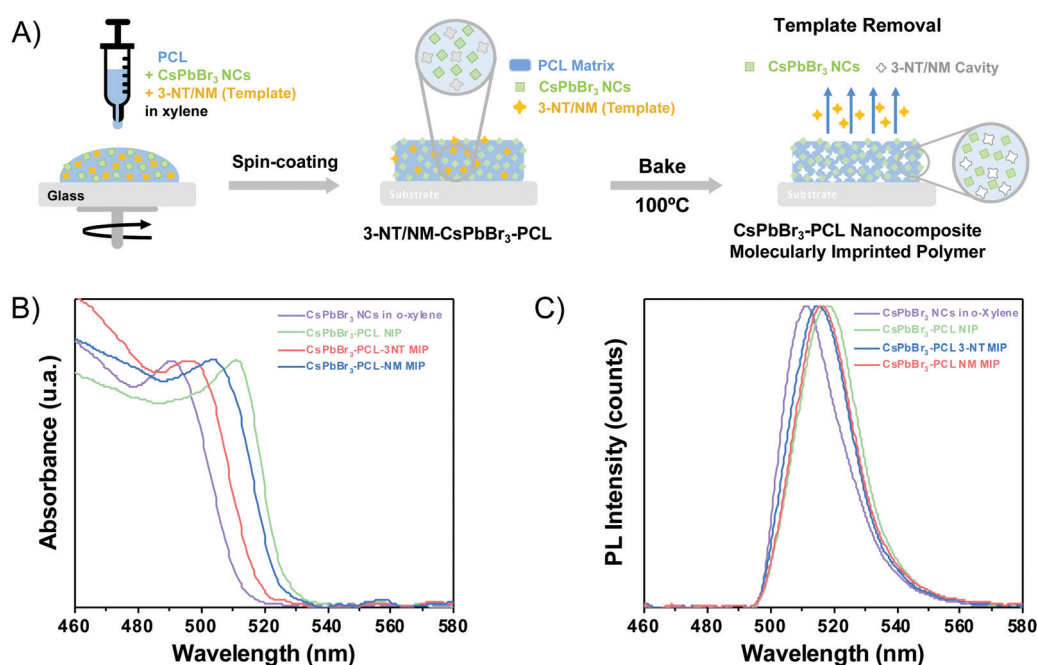 A)
PCL
+ CsPbBr₃ NCs
+ 3-NT/NM (Template)
in xylene
Glass
Spin-coating
PCL Matrix
CsPbBr₃ NCs
3-NT/NM (Template)
Substrate
3-NT/NM-CsPbBr₃-PCL
Bake
100ºC
Template Removal
CsPbBr₃ NCs
3-NT/NM Cavity
Substrate
CsPbBr₃-PCL Nanocomposite
Molecularly Imprinted Polymer
B)
Absorbance (u.a.)
CsPbBr₃ NCs in o-xylene
CsPbBr₃-PCL NIP
CsPbBr₃-PCL-3NT MIP
CsPbBr₃-PCL-NM MIP
460 480 500 520 540 560 580
Wavelength (nm)
C)
PL Intensity (counts)
CsPbBr₃ NCs in o-Xylene
CsPbBr₃-PCL NIP
CsPbBr₃-PCL 3-NT MIP
CsPbBr₃-PCL NM MIP
460 480 500 520 540 560 580
Wavelength (nm)